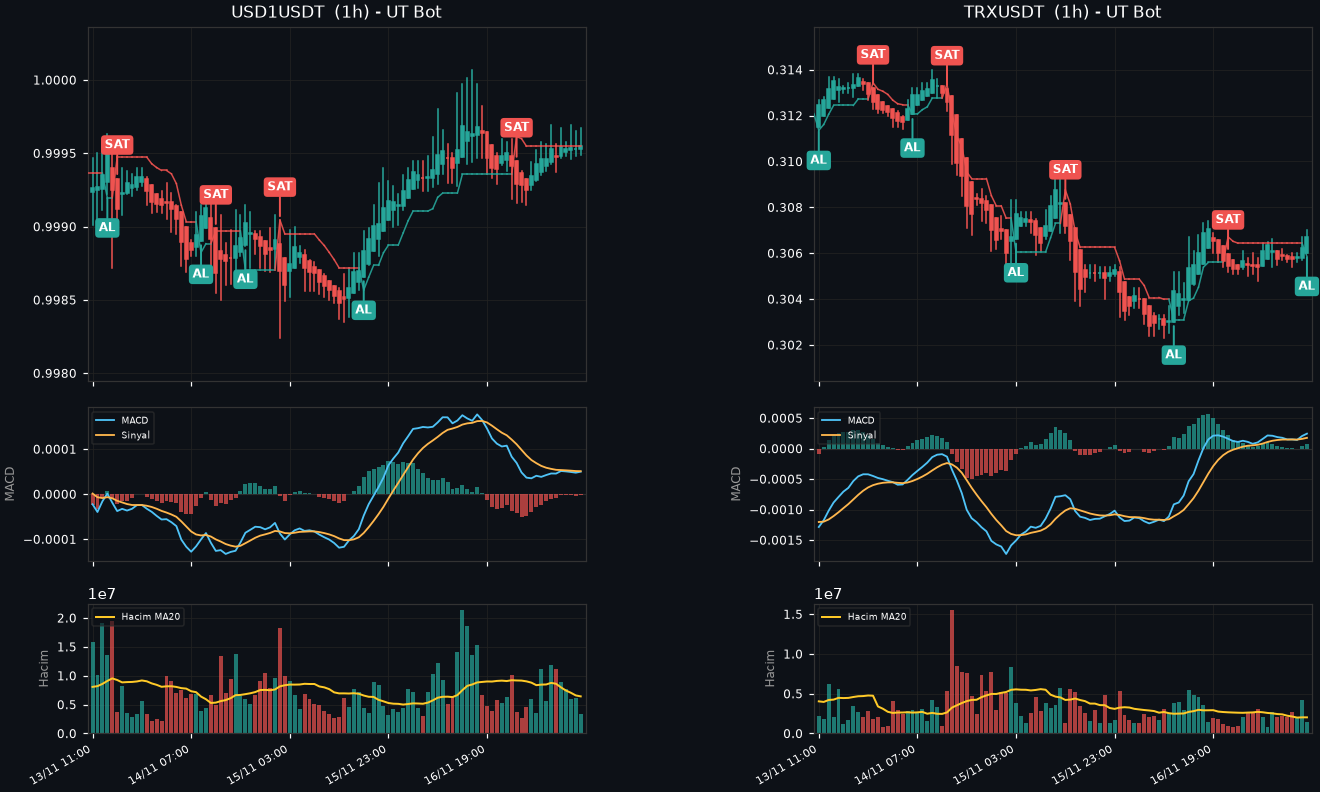 USD1USDT  (1h) - UT Bot
1.0000
0.9995
0.9990
0.9985
0.9980
SAT
AL
AL
SAT
AL
SAT
AL
SAT
MACD
Sinyal
MACD
0.0001
0.0000
−0.0001
1e7
Hacim MA20
Hacim
2.0
1.5
1.0
0.5
0.0
13/11 11:00
14/11 07:00
15/11 03:00
15/11 23:00
16/11 19:00
TRXUSDT  (1h) - UT Bot
0.314
0.312
0.310
0.308
0.306
0.304
0.302
AL
SAT
AL
SAT
AL
SAT
AL
SAT
AL
MACD
Sinyal
MACD
0.0005
0.0000
−0.0005
−0.0010
−0.0015
1e7
Hacim MA20
Hacim
1.5
1.0
0.5
0.0
13/11 11:00
14/11 07:00
15/11 03:00
15/11 23:00
16/11 19:00